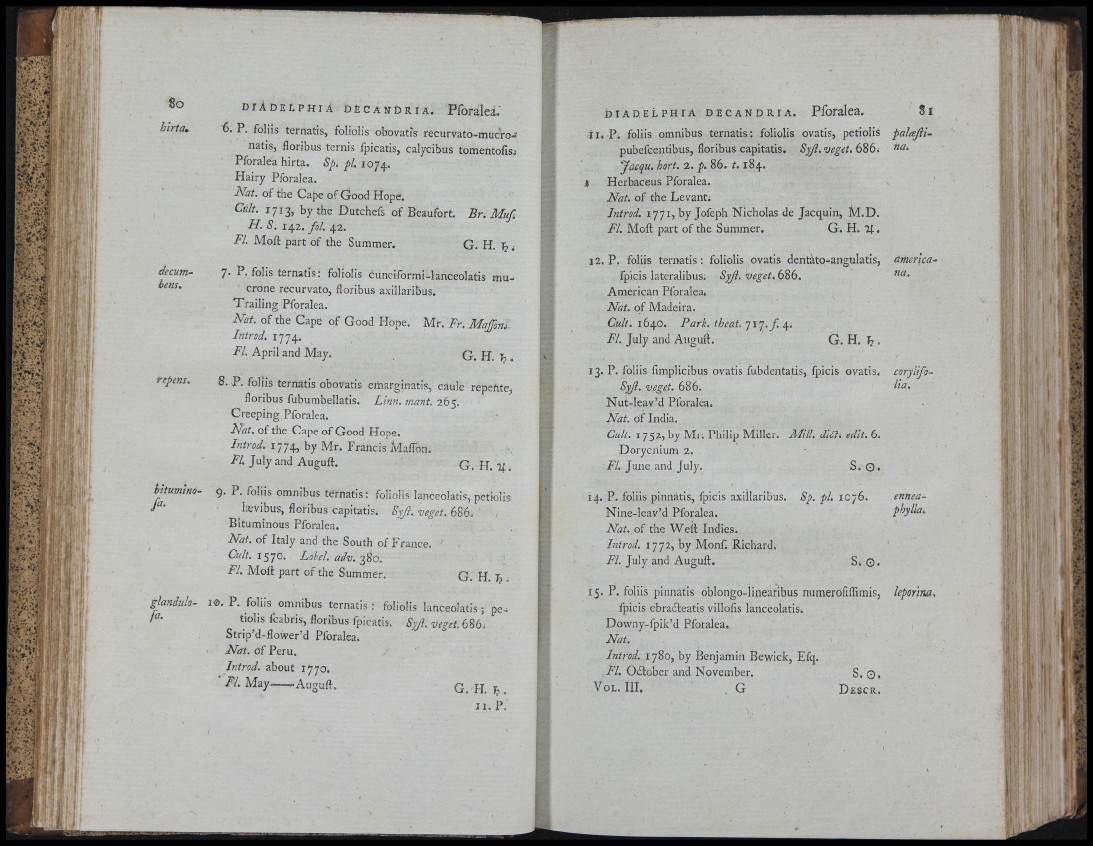 80 DIADELPHIA DECANDRIA. Pſoralea.
hirta. 6. P. foliis ternatis, foliolis obovatis recurvato-mucro-
natis, floribus ternis ſpicatis, calycibus tomentoſis.
Pſoralea hirta. Sp. pl. 1074.
Hairy Pſoralea.
Nat. of the Cape of Good Hope.
Cult. 1713, by the Dutcheſs of Beaufort. Br. Muſ.
H. S. 142. fol. 42.
Fl. Moſt part of the Summer. G. H. ♄.
decum- 7. P. folis ternatis: foliolis cuneiformi-lanceolatis mu-
bens. crone recurvato, floribus axillaribus.
Trailing Pſoralea.
Nat. of the Cape of Good Hope. Mr. Fr. Maſſon.
Introd. 1774.
Fl. April and May. G. H. ♄.
repens. 8. P. foliis ternatis obovatis emarginatis, caule repente,
floribus ſubumbellatis. Linn. mant. 265.
Creeping Pſoralea.
Nat. of the Cape of Good Hope.
Introd. 1774, by Mr. Francis Maſſon.
Fl. July and Auguſt. G. H. ♃.
bitumino- 9. P. foliis omnibus ternatis: foliolis lanceolatis, petiolis
ſa. lævibus, floribus capitatis. Syſt. veget. 686.
Bituminous Pſoralea.
Nat. of Italy and the South of France.
Cult. 1570. Lobel. adv. 380.
Fl. Moſt part of the Summer. G. H. ♄.
glandulo- 10. P. foliis omnibus ternatis: foliolis lanceolatis; pe-
ſa. tiolis ſcabris, floribus ſpicatis. Syſt. veget. 686.
Strip'd-flower'd Pſoralea.
Nat. of Peru.
Introd. about 1770.
Fl. May——Auguſt. G. H. ♄.
11. P.
DIADELPHIA DECANDRIA. Pſoralea. 81
11. P. foliis omnibus ternatis: foliolis ovatis, petiolis palæſti-
pubeſcentibus, floribus capitatis. Syſt. veget. 686. na.
Jacqu. hort. 2. p. 86. t. 184.
Herbaceus Pſoralea.
Nat. of the Levant.
Introd. 1771, by Joſeph Nicholas de Jacquin, M.D.
Fl. Moſt part of the Summer. G. H. ♃.
12. P. foliis ternatis: foliolis ovatis dentato-angulatis, america-
ſpicis lateralibus. Syſt. veget. 686. na.
American Pſoralea.
Nat. of Madeira.
Cult. 1640. Park. theat. 717. f. 4.
Fl. July and Auguſt. G. H. ♄.
13. P. foliis ſimplicibus ovatis ſubdentatis, ſpicis ovatis. corylifo-
Syſt. veget. 686. lia.
Nut-leav'd Pſoralea.
Nat. of India.
Cult. 1752, by Mr. Philip Miller. Mill. dict. edit. 6.
Dorycnium 2.
Fl. June and July. S. ☉.
14. P. foliis pinnatis, ſpicis axillaribus. Sp. pl. 1076. ennea-
Nine-leav'd Pſoralea. phylla.
Nat. of the Weſt Indies.
Introd. 1772, by Monſ. Richard.
Fl. July and Auguſt. S. ☉.
15. P. foliis pinnatis oblongo-linearibus numeroſiſſimis, leporina.
ſpicis ebracteatis villoſis lanceolatis.
Downy-ſpik'd Pſoralea.
Nat.
Introd. 1780, by Benjamin Bewick, Eſq.
Fl. October and November. S. ☉.
VOL. III. G DESCR.